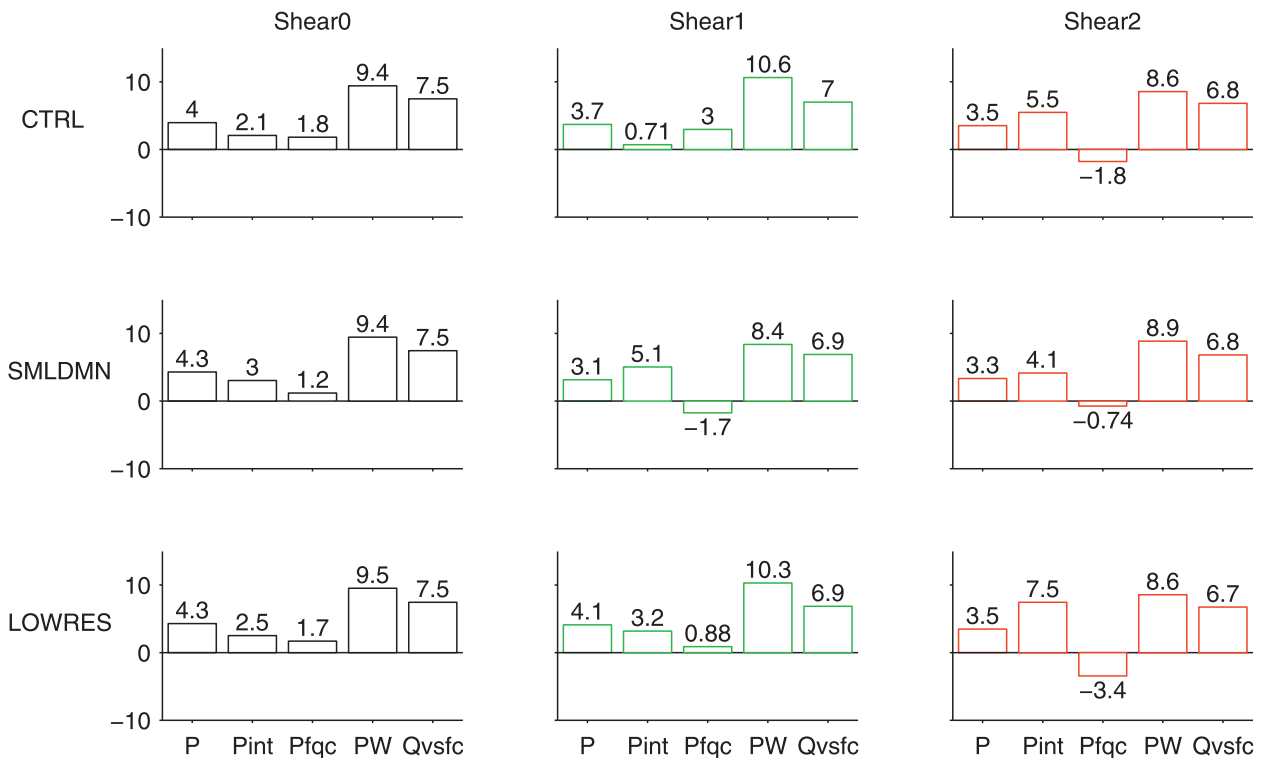 Shear0 Shear1 Shear2
CTRL
10
0
−10
4 2.1 1.8 9.4 7.5
3.7 0.71 3 10.6 7
3.5 5.5 −1.8 8.6 6.8
SMLDMN
10
0
−10
4.3 3 1.2 9.4 7.5
3.1 5.1 −1.7 8.4 6.9
3.3 4.1 −0.74 8.9 6.8
LOWRES
10
0
−10
4.3 2.5 1.7 9.5 7.5
4.1 3.2 0.88 10.3 6.9
3.5 7.5 −3.4 8.6 6.7
P Pint Pfqc PW Qvsfc
P Pint Pfqc PW Qvsfc
P Pint Pfqc PW Qvsfc